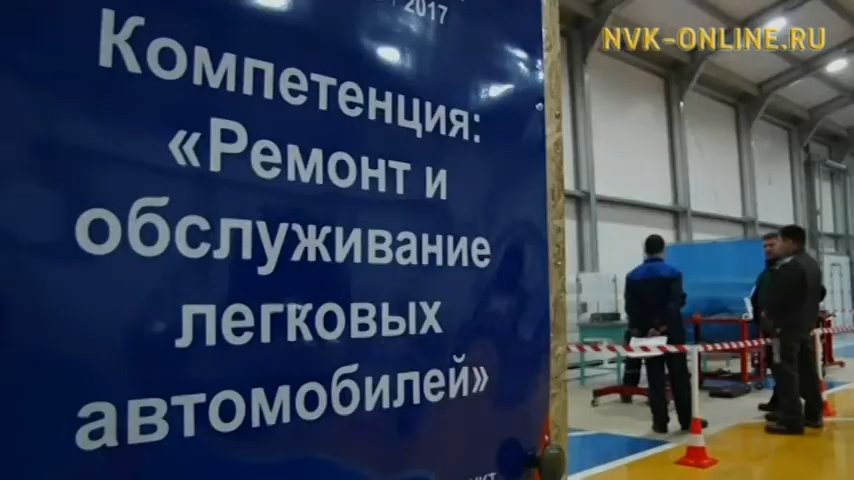 2017
NVK-ONLINE.RU
Компетенция:
«Ремонт и
обслуживание
легковых
автомобилей»